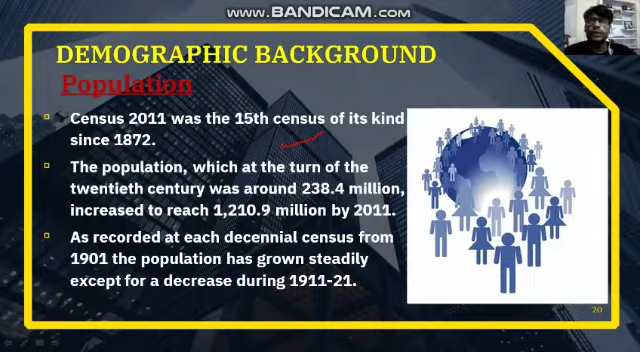 www.BANDICAM.com
DEMOGRAPHIC BACKGROUND
Population
Census 2011 was the 15th census of its kind
since 1872.
The population, which at the turn of the
twentieth century was around 238.4 million,
increased to reach 1,210.9 million by 2011.
As recorded at each decennial census from
1901 the population has grown steadily
except for a decrease during 1911-21.
20